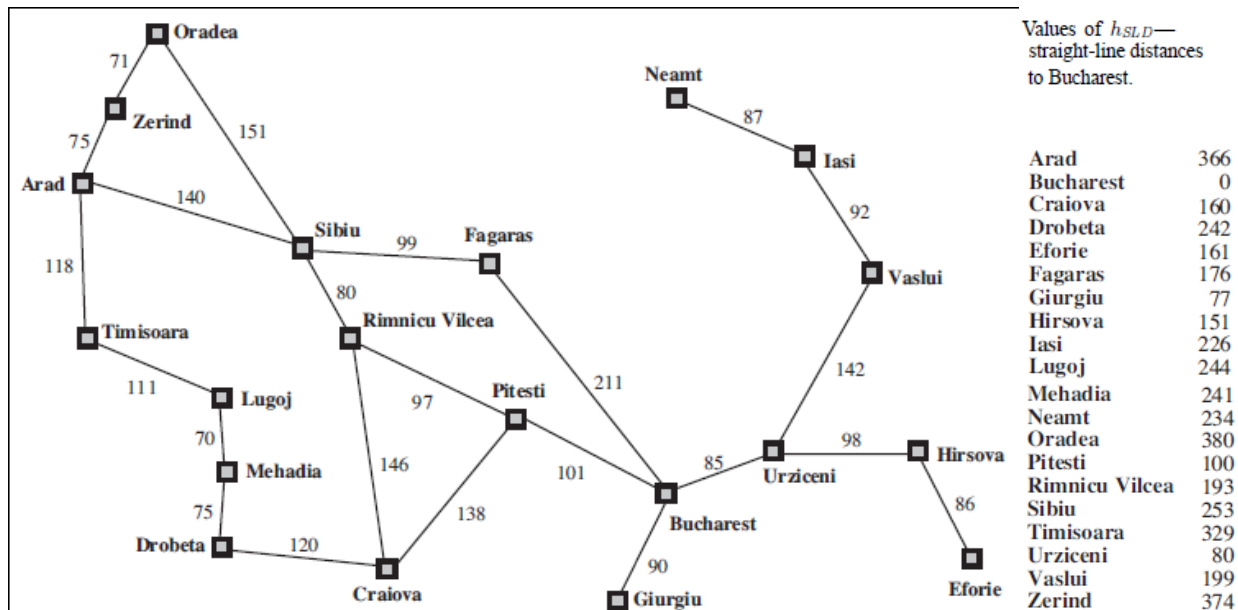 Oradea
71
Neamt
Zerind
87
151
75
Iasi
Arad
140
92
Sibiu
Fagaras
99
118
Vaslui
80
Timisoara
Rimnicu Vilcea
111
211
142
Lugoj
Pitesti
97
70
98
Hirsova
146
85
Mehadia
101
Urziceni
86
75
138
Bucharest
Drobeta
120
90
Craiova
Eforie
Giurgiu
Values of hSLD—
straight-line distances
to Bucharest.
Arad 366
Bucharest 0
Craiova 160
Drobeta 242
Eforie 161
Fagaras 176
Giurgiu 77
Hirsova 151
Iasi 226
Lugoj 244
Mehadia 241
Neamt 234
Oradea 380
Pitesti 100
Rimnicu Vilcea 193
Sibiu 253
Timisoara 329
Urziceni 80
Vaslui 199
Zerind 374